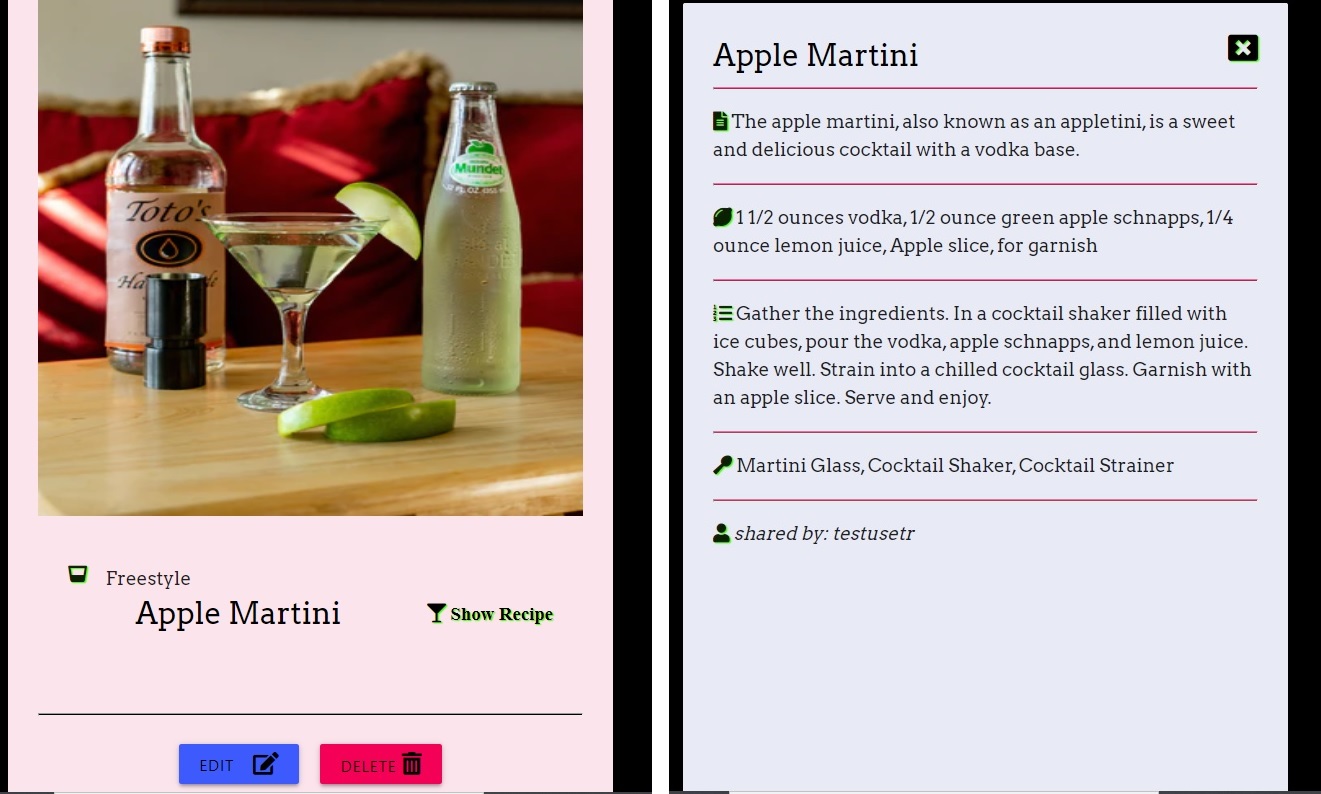 Toto's
Mundet
Freestyle
Apple Martini
Show Recipe
EDIT
DELETE
Apple Martini
The apple martini, also known as an appletini, is a sweet
and delicious cocktail with a vodka base.
1 1/2 ounces vodka, 1/2 ounce green apple schnapps, 1/4
ounce lemon juice, Apple slice, for garnish
Gather the ingredients. In a cocktail shaker filled with
ice cubes, pour the vodka, apple schnapps, and lemon juice.
Shake well. Strain into a chilled cocktail glass. Garnish with
an apple slice. Serve and enjoy.
Martini Glass, Cocktail Shaker, Cocktail Strainer
shared by: testusetr